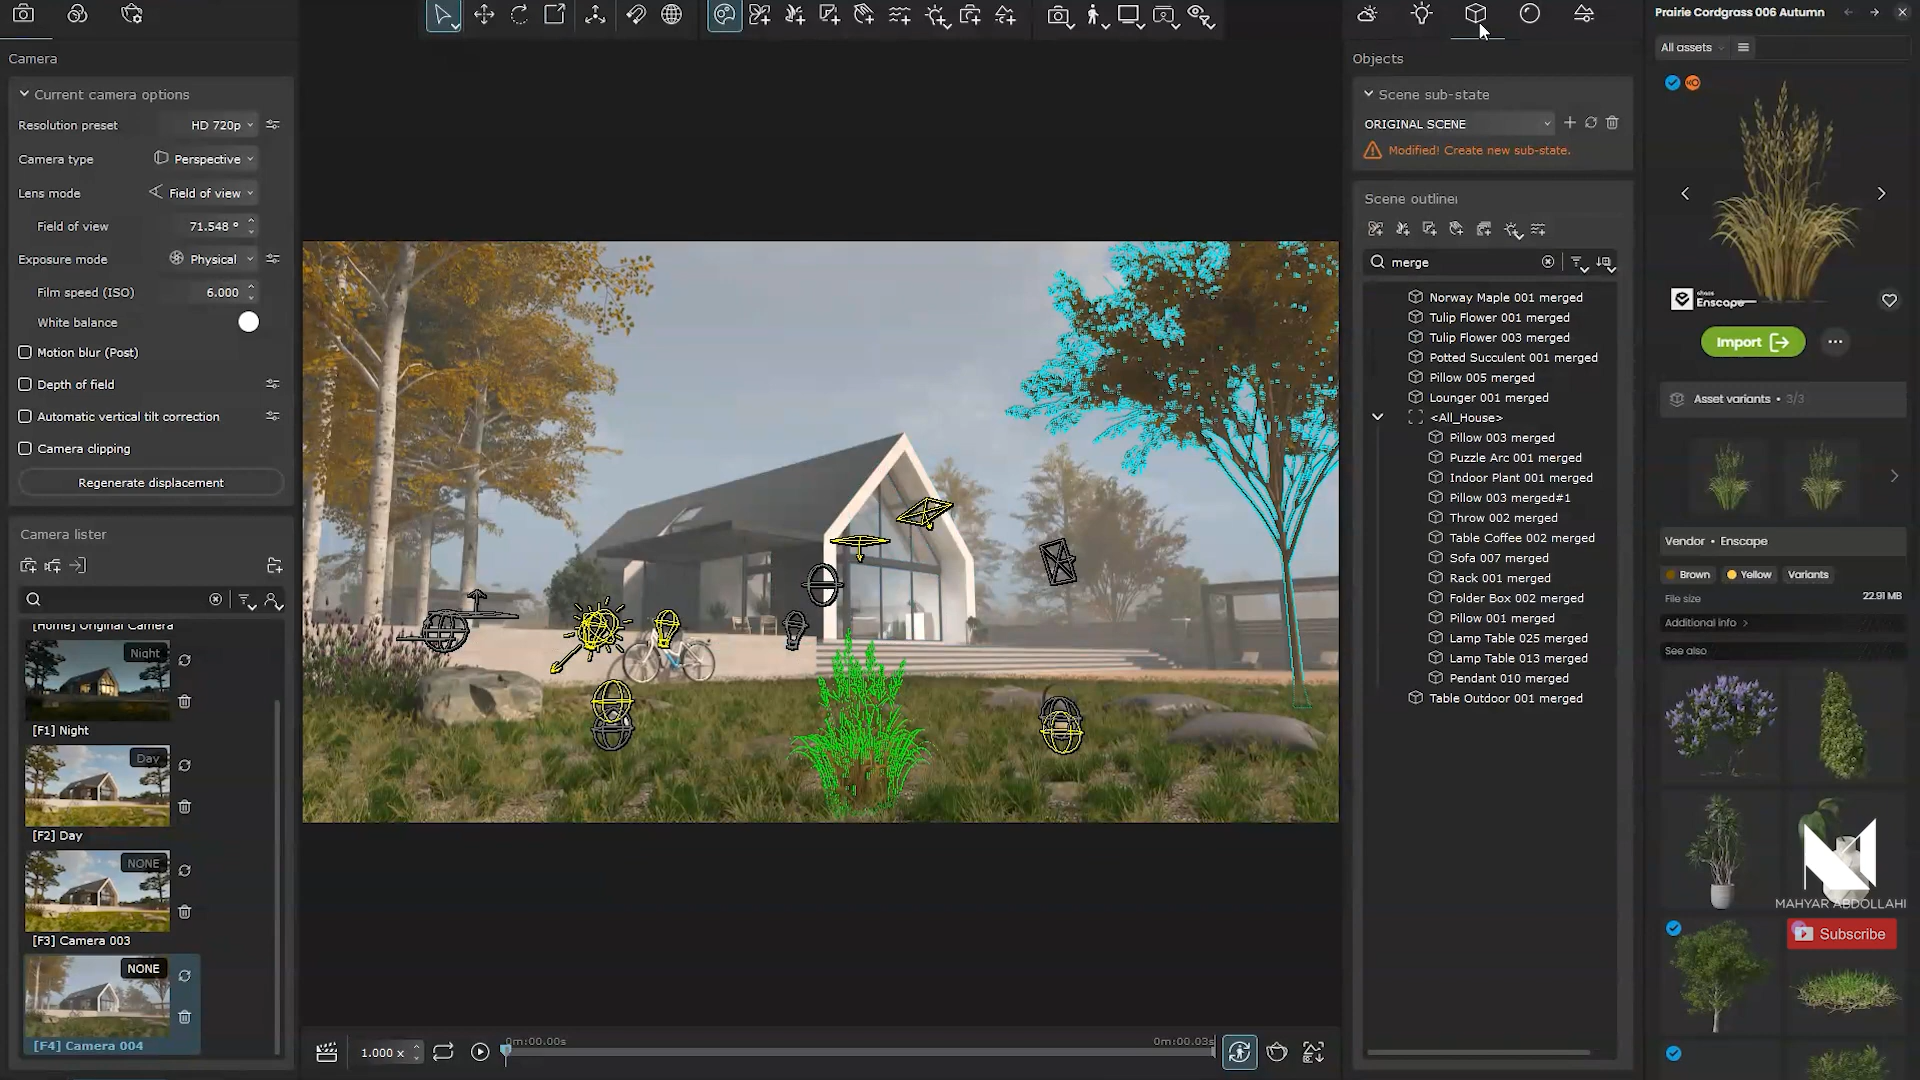 Camera
Current camera options
Resolution preset HD 720p
Camera type Perspective
Lens mode Field of view
Field of view 71.548 °
Exposure mode Physical
Film speed (ISO) 6.000
White balance
Motion blur (Post)
Depth of field
Automatic vertical tilt correction
Camera clipping
Regenerate displacement
Camera lister
[Home] Original Camera
Night
[F1] Night
Day
[F2] Day
NONE
[F3] Camera 003
NONE
[F4] Camera 004
1.000 x
0m:00.00s
0m:00.03s
Objects
Scene sub-state
ORIGINAL SCENE
Modified! Create new sub-state.
Scene outliner
merge
Norway Maple 001 merged
Tulip Flower 001 merged
Tulip Flower 003 merged
Potted Succulent 001 merged
Pillow 005 merged
Lounger 001 merged
<All_House>
Pillow 003 merged
Puzzle Arc 001 merged
Indoor Plant 001 merged
Pillow 003 merged#1
Throw 002 merged
Table Coffee 002 merged
Sofa 007 merged
Rack 001 merged
Folder Box 002 merged
Pillow 001 merged
Lamp Table 025 merged
Lamp Table 013 merged
Pendant 010 merged
Table Outdoor 001 merged
Prairie Cordgrass 006 Autumn
All assets
chaos
Enscape
Import
Asset variants • 3/3
Vendor • Enscape
Brown Yellow Variants
File size 22.91 MB
Additional info
See also
MAHYAR ABDOLLAHI
Subscribe